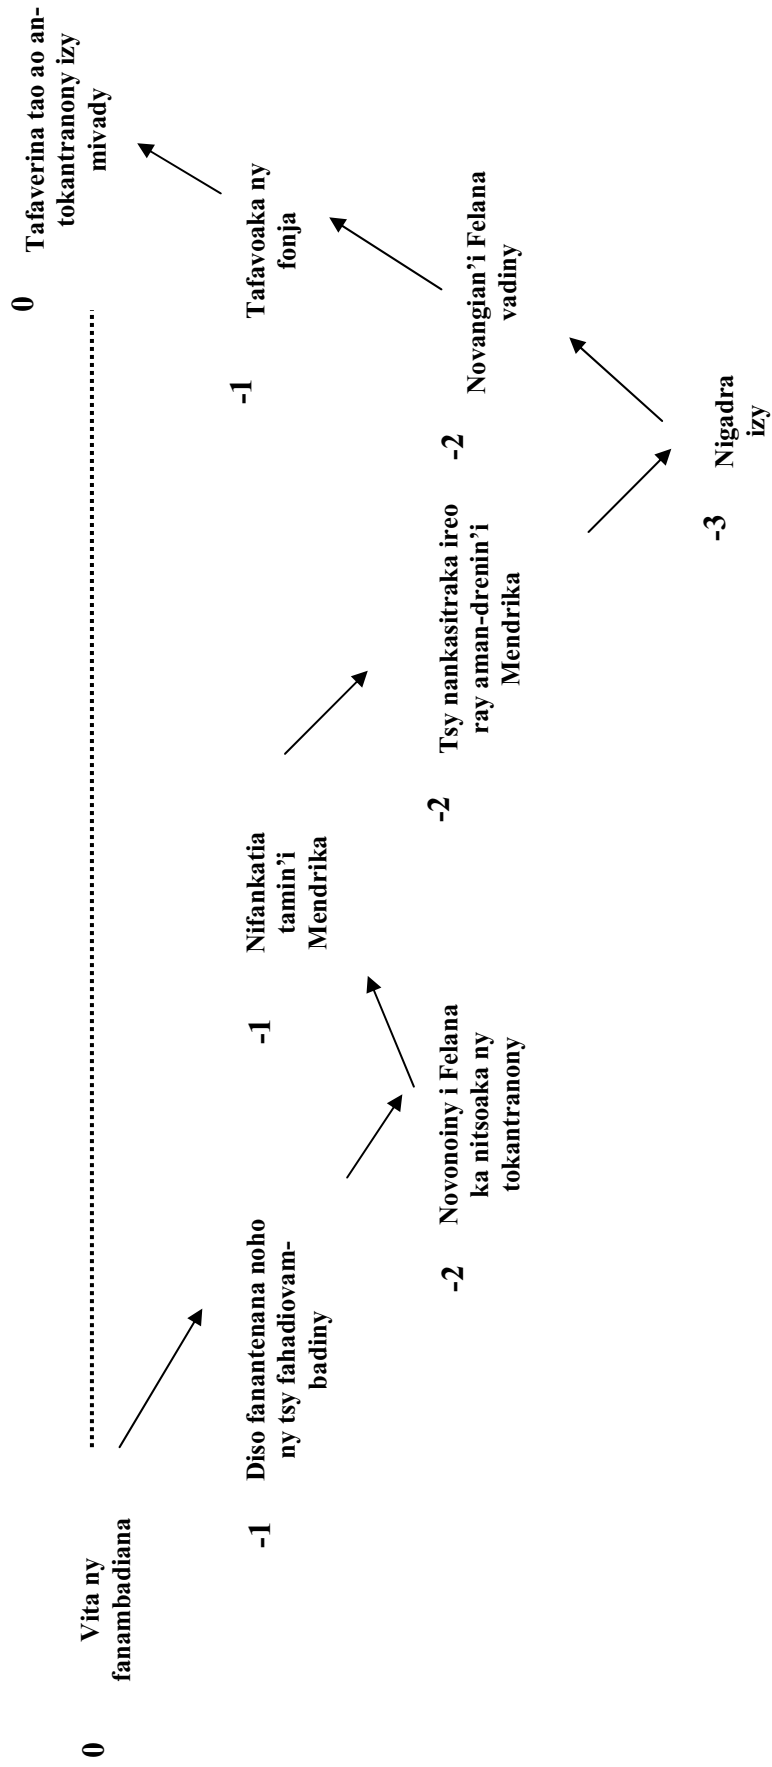 0
Vita ny
fanambadiana
-1
Diso fanantenana noho
ny tsy fahadiovam-
badiny
-2
Novonoiny i Felana
ka nitsoaka ny
tokantranony
-1
Nifankatia
tamin’i
Mendrika
-2
Tsy nankasitraka ireo
ray aman-drenin’i
Mendrika
-3
Nigadra
izy
-2
Novangian’i Felana
vadiny
-1
Tafavoaka ny
fonja
0
Tafaverina tao ao an-
tokantranony izy
mivady